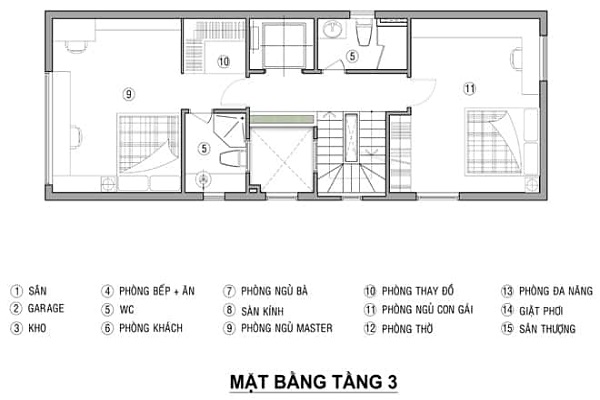 5
10
9
11
5
1 SÂN
4 PHÒNG BẾP + ĂN
7 PHÒNG NGỦ BÀ
10 PHÒNG THAY ĐỒ
13 PHÒNG ĐA NĂNG
2 GARAGE
5 WC
8 SÀN KÍNH
11 PHÒNG NGỦ CON GÁI
14 GIẶT PHƠI
3 KHO
6 PHÒNG KHÁCH
9 PHÒNG NGỦ MASTER
12 PHÒNG THỜ
15 SÂN THƯỢNG
MẶT BẰNG TẦNG 3